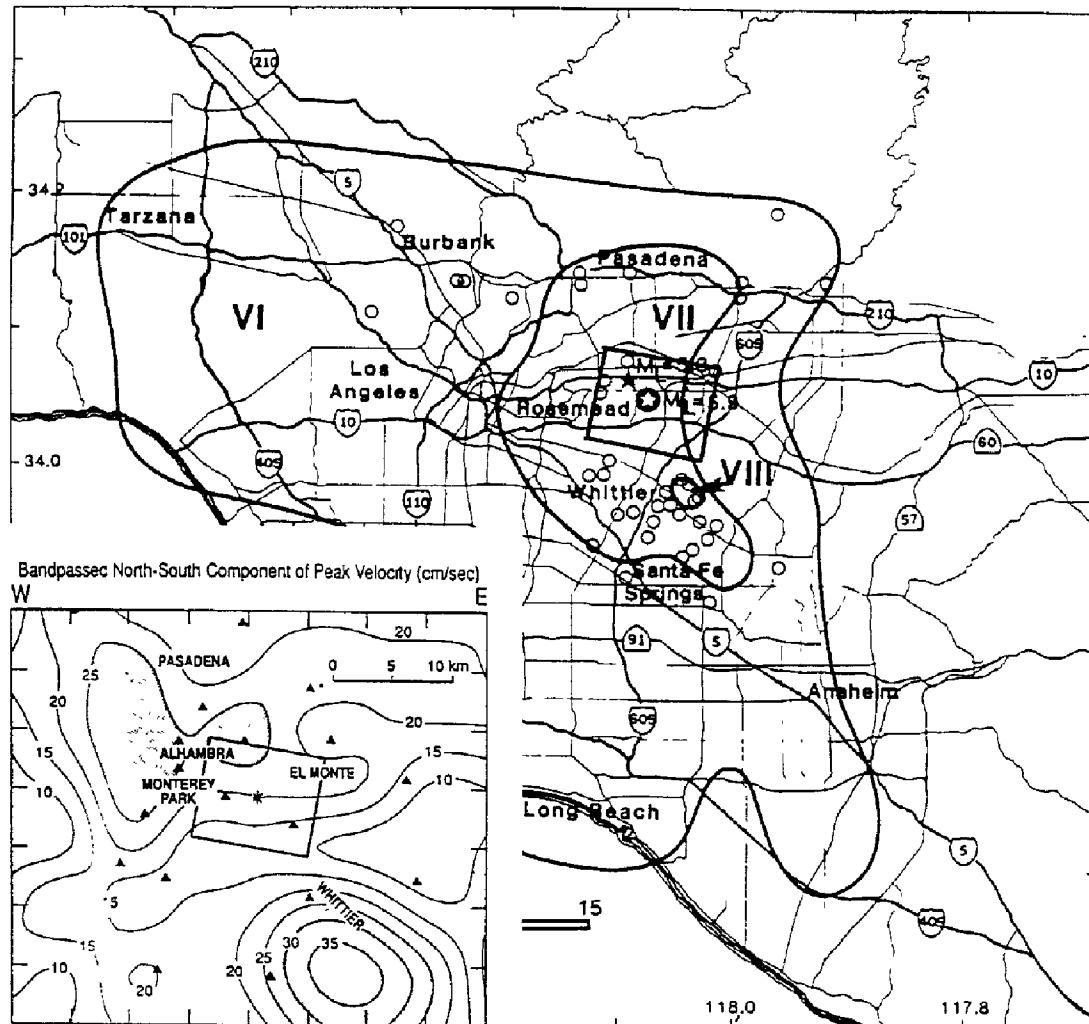 210
5
34.2
Tarzana
101
Burbank
Pasadena
VI
VII
210
605
Los
Angeles
10
Rosemead
10
60
34.0
405
Whittier
VIII
110
57
Santa Fe
Springs
91
5
Anaheim
605
Long Beach
5
15
405
118.0
117.8
Bandpassec North-South Component of Peak Velocity (cm/sec)
W
E
20
PASADENA
0 5 10 km
25
20
20
15
15
10
10
ALHAMBRA
EL MONTE
MONTEREY
PARK
WHITTIER
15
10
20
20
25
30
35